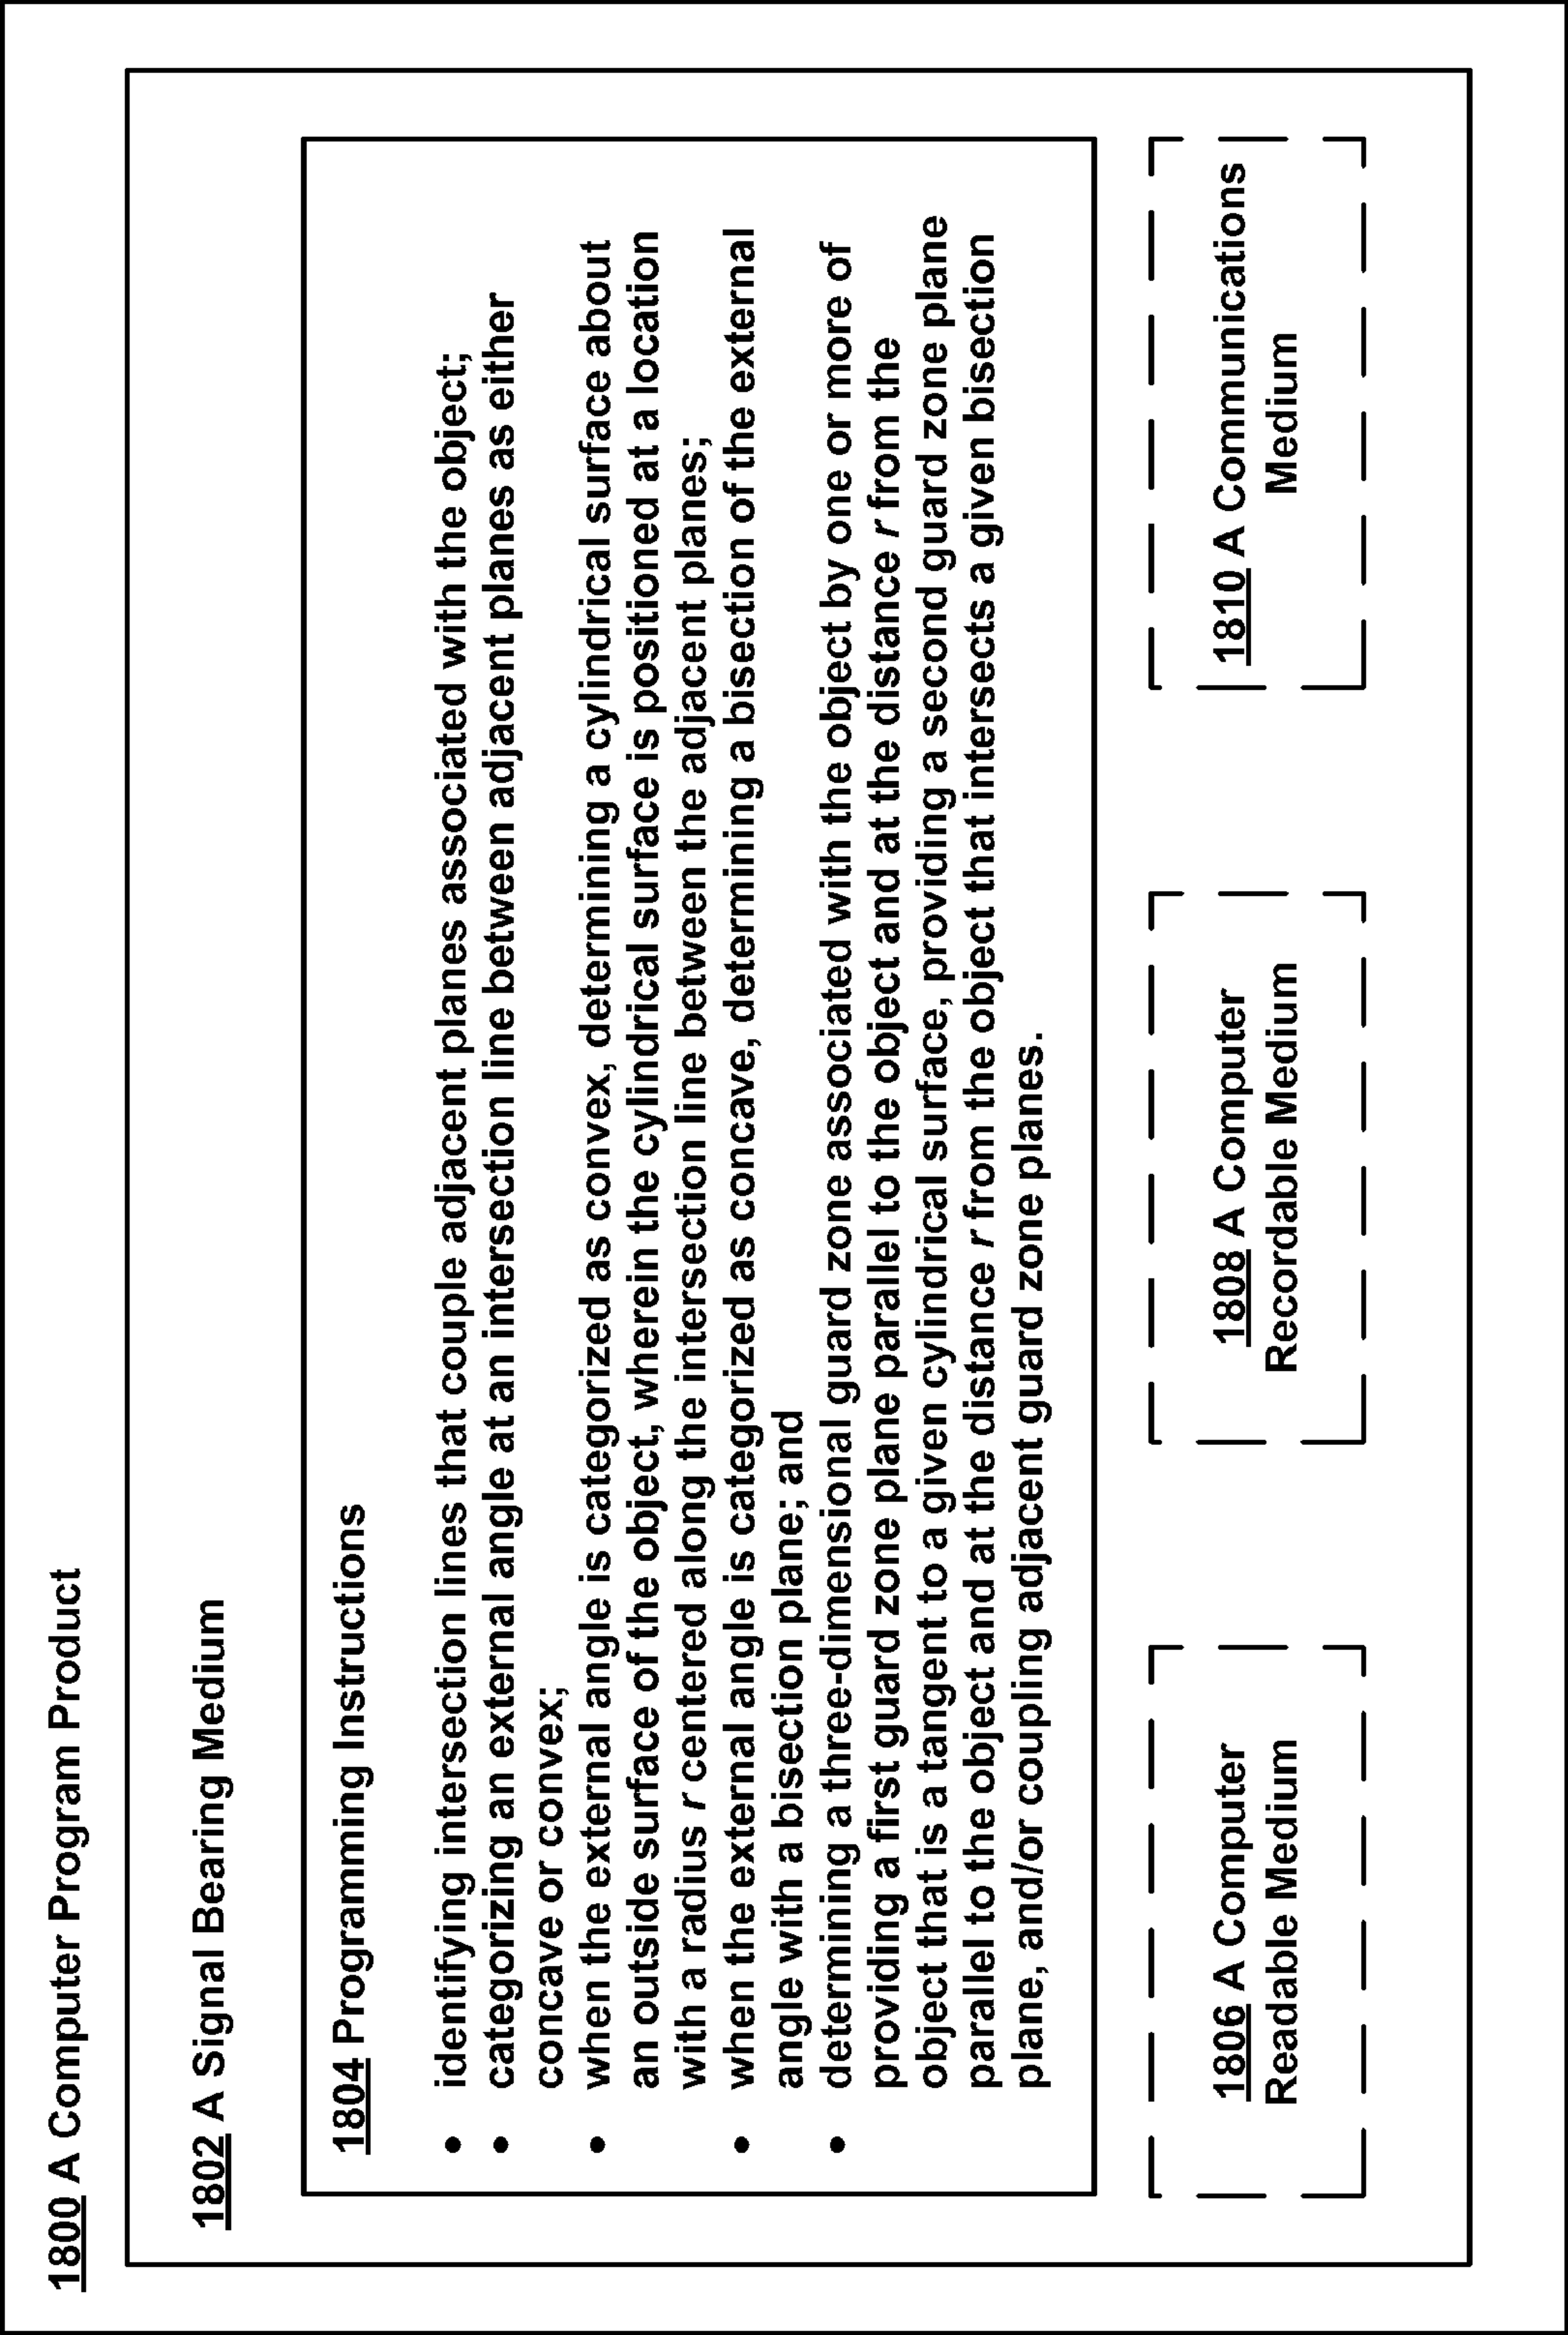 1800 A Computer Program Product
1802 A Signal Bearing Medium
1804 Programming Instructions
• identifying intersection lines that couple adjacent planes associated with the object;
• categorizing an external angle at an intersection line between adjacent planes as either
concave or convex;
• when the external angle is categorized as convex, determining a cylindrical surface about
an outside surface of the object, wherein the cylindrical surface is positioned at a location
with a radius r centered along the intersection line between the adjacent planes;
• when the external angle is categorized as concave, determining a bisection of the external
angle with a bisection plane; and
• determining a three-dimensional guard zone associated with the object by one or more of
providing a first guard zone plane parallel to the object and at the distance r from the
object that is a tangent to a given cylindrical surface, providing a second guard zone plane
parallel to the object and at the distance r from the object that intersects a given bisection
plane, and/or coupling adjacent guard zone planes.
1806 A Computer
Readable Medium
1808 A Computer
Recordable Medium
1810 A Communications
Medium